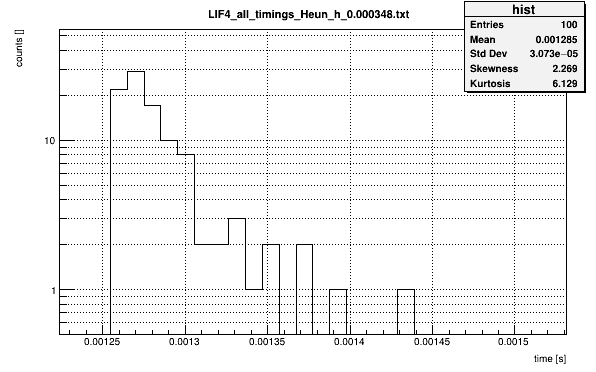 LIF4_all_timings_Heun_h_0.000348.txt
hist
Entries 100
Mean 0.001285
Std Dev 3.073e−05
Skewness 2.269
Kurtosis 6.129
counts []
10
1
0.00125 0.0013 0.00135 0.0014 0.00145 0.0015
time [s]